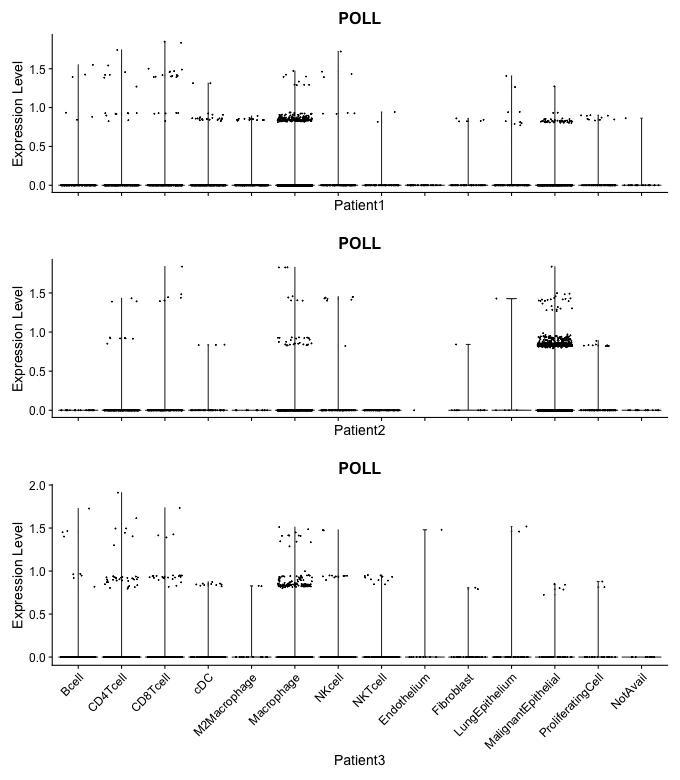 POLL
Expression Level
1.5
1.0
0.5
0.0
Patient1
POLL
Expression Level
1.5
1.0
0.5
0.0
Patient2
POLL
Expression Level
2.0
1.5
1.0
0.5
0.0
Bcell
CD4Tcell
CD8Tcell
cDC
M2Macrophage
Macrophage
NKcell
NKTcell
Endothelium
Fibroblast
LungEpithelium
MalignantEpithelial
ProliferatingCell
NotAvail
Patient3